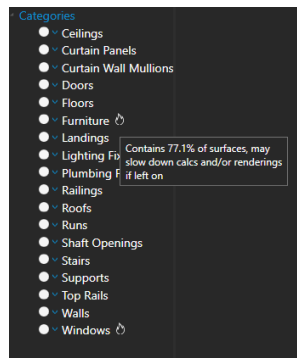 Categories
Ceilings
Curtain Panels
Curtain Wall Mullions
Doors
Floors
Furniture
Landings
Lighting Fix
Plumbing F
Contains 77.1% of surfaces, may
slow down calcs and/or renderings
if left on
Railings
Roofs
Runs
Shaft Openings
Stairs
Supports
Top Rails
Walls
Windows